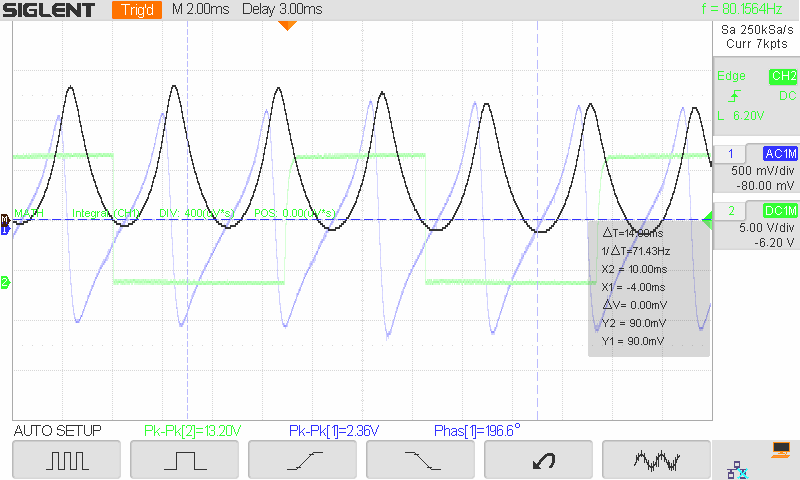 SIGLENT Trig'd M 2.00ms Delay 3.00ms f = 80.1564Hz
Sa 250kSa/s
Curr 7kpts
Edge CH2
DC
L 6.20V
1 AC1M
500 mV/div
-80.00 mV
2 DC1M
5.00 V/div
-6.20 V
M
1
2
MATH Integral (Ch1) DIV: 400(uV*s) POS: 0.00(uV*s)
△T=14.00ms
1/△T=71.43Hz
X2 = 10.00ms
X1 = -4.00ms
△V= 0.00mV
Y2 = 90.0mV
Y1 = 90.0mV
AUTO SETUP Pk-Pk[2]=13.20V Pk-Pk[1]=2.36V Phas[1]=196.6°